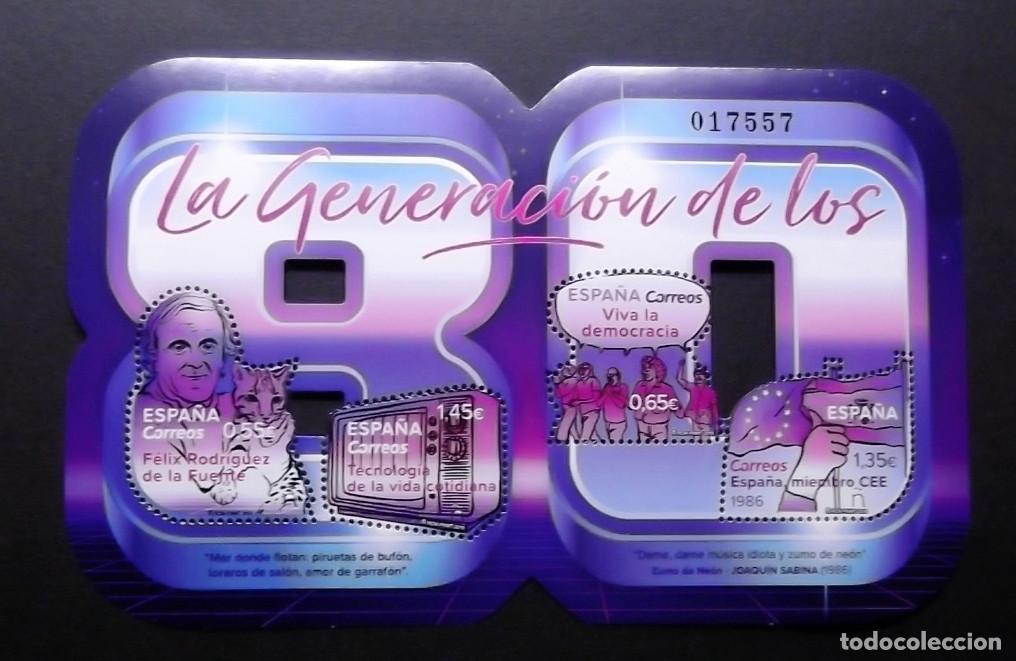 017557
La Generación de los
ESPAÑA
Correos 0,55
Félix Rodríguez
de la Fuente
ESPAÑA 1,45€
Correos
Tecnología
de la vida cotidiana
ESPAÑA Correos
Viva la
democracia
0,65€
ESPAÑA
Correos 1,35€
España, miembro CEE
1986
"Mar donde flotan: piruetas de bufón,
toreros de salón, amor de garrafón".
"Dame, dame música idiota y zumo de neón"
Zumo de Neón · JOAQUÍN SABINA (1986)
todocoleccion